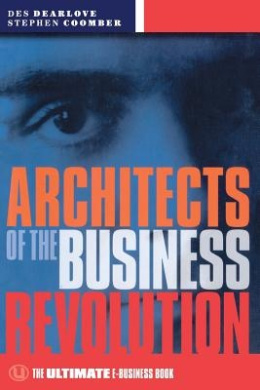 DES DEARLOVE
STEPHEN COOMBER
ARCHITECTS
OF THE BUSINESS
REVOLUTION
THE ULTIMATE E-BUSINESS BOOK